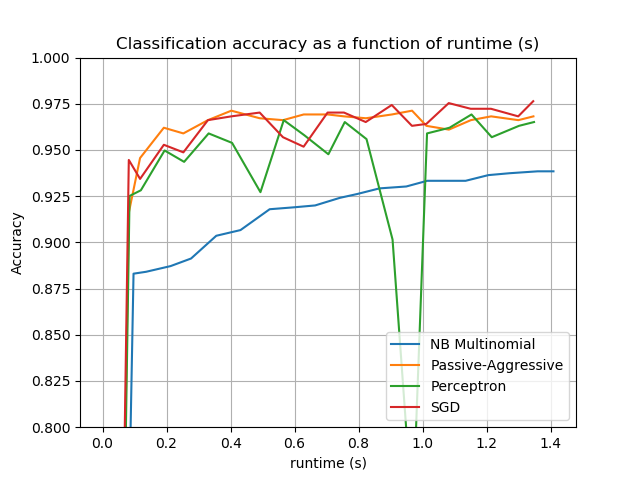 Classification accuracy as a function of runtime (s)
1.000
0.975
0.950
0.925
0.900
0.875
0.850
0.825
0.800
Accuracy
NB Multinomial
Passive-Aggressive
Perceptron
SGD
0.0 0.2 0.4 0.6 0.8 1.0 1.2 1.4
runtime (s)